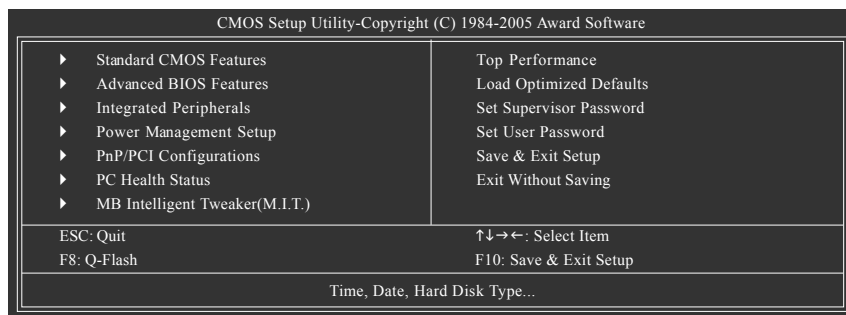 CMOS Setup Utility-Copyright (C) 1984-2005 Award Software
Standard CMOS Features
Advanced BIOS Features
Integrated Peripherals
Power Management Setup
PnP/PCI Configurations
PC Health Status
MB Intelligent Tweaker(M.I.T.)
Top Performance
Load Optimized Defaults
Set Supervisor Password
Set User Password
Save & Exit Setup
Exit Without Saving
ESC: Quit
F8: Q-Flash
↑↓→←: Select Item
F10: Save & Exit Setup
Time, Date, Hard Disk Type...